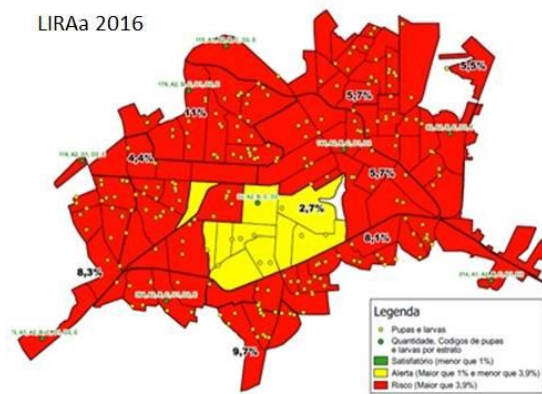 LIRAa 2016
5,5%
5,7%
11%
4,4%
5,7%
2,7%
8,1%
8,3%
9,7%
Legenda
Pupas e larvas
Quantidade, Codigos de pupas
e larvas por estrato
Satisfatório (menor que 1%)
Alerta (Maior que 1% e menor que 3,9%)
Risco (Maior que 3,9%)